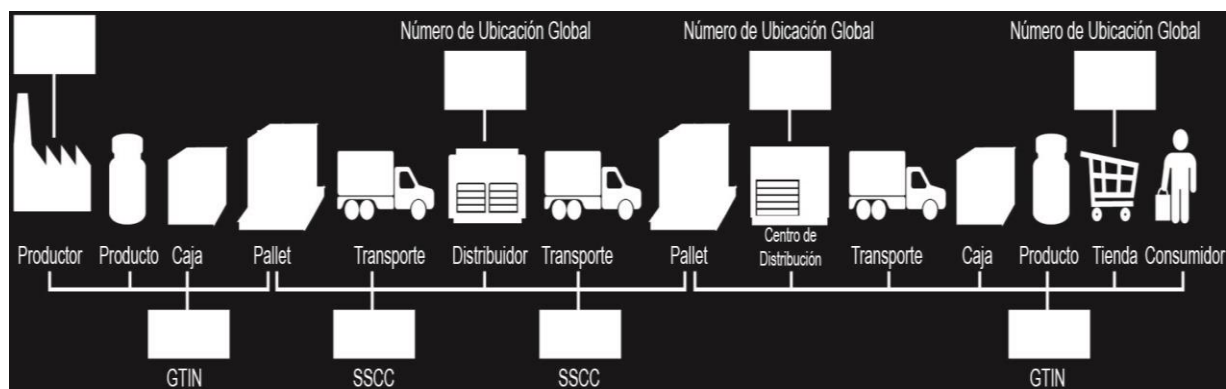 Número de Ubicación Global
Número de Ubicación Global
Número de Ubicación Global
Productor
Producto
Caja
Pallet
Transporte
Distribuidor
Transporte
Pallet
Centro de
Distribución
Transporte
Caja
Producto
Tienda
Consumidor
GTIN
SSCC
SSCC
GTIN